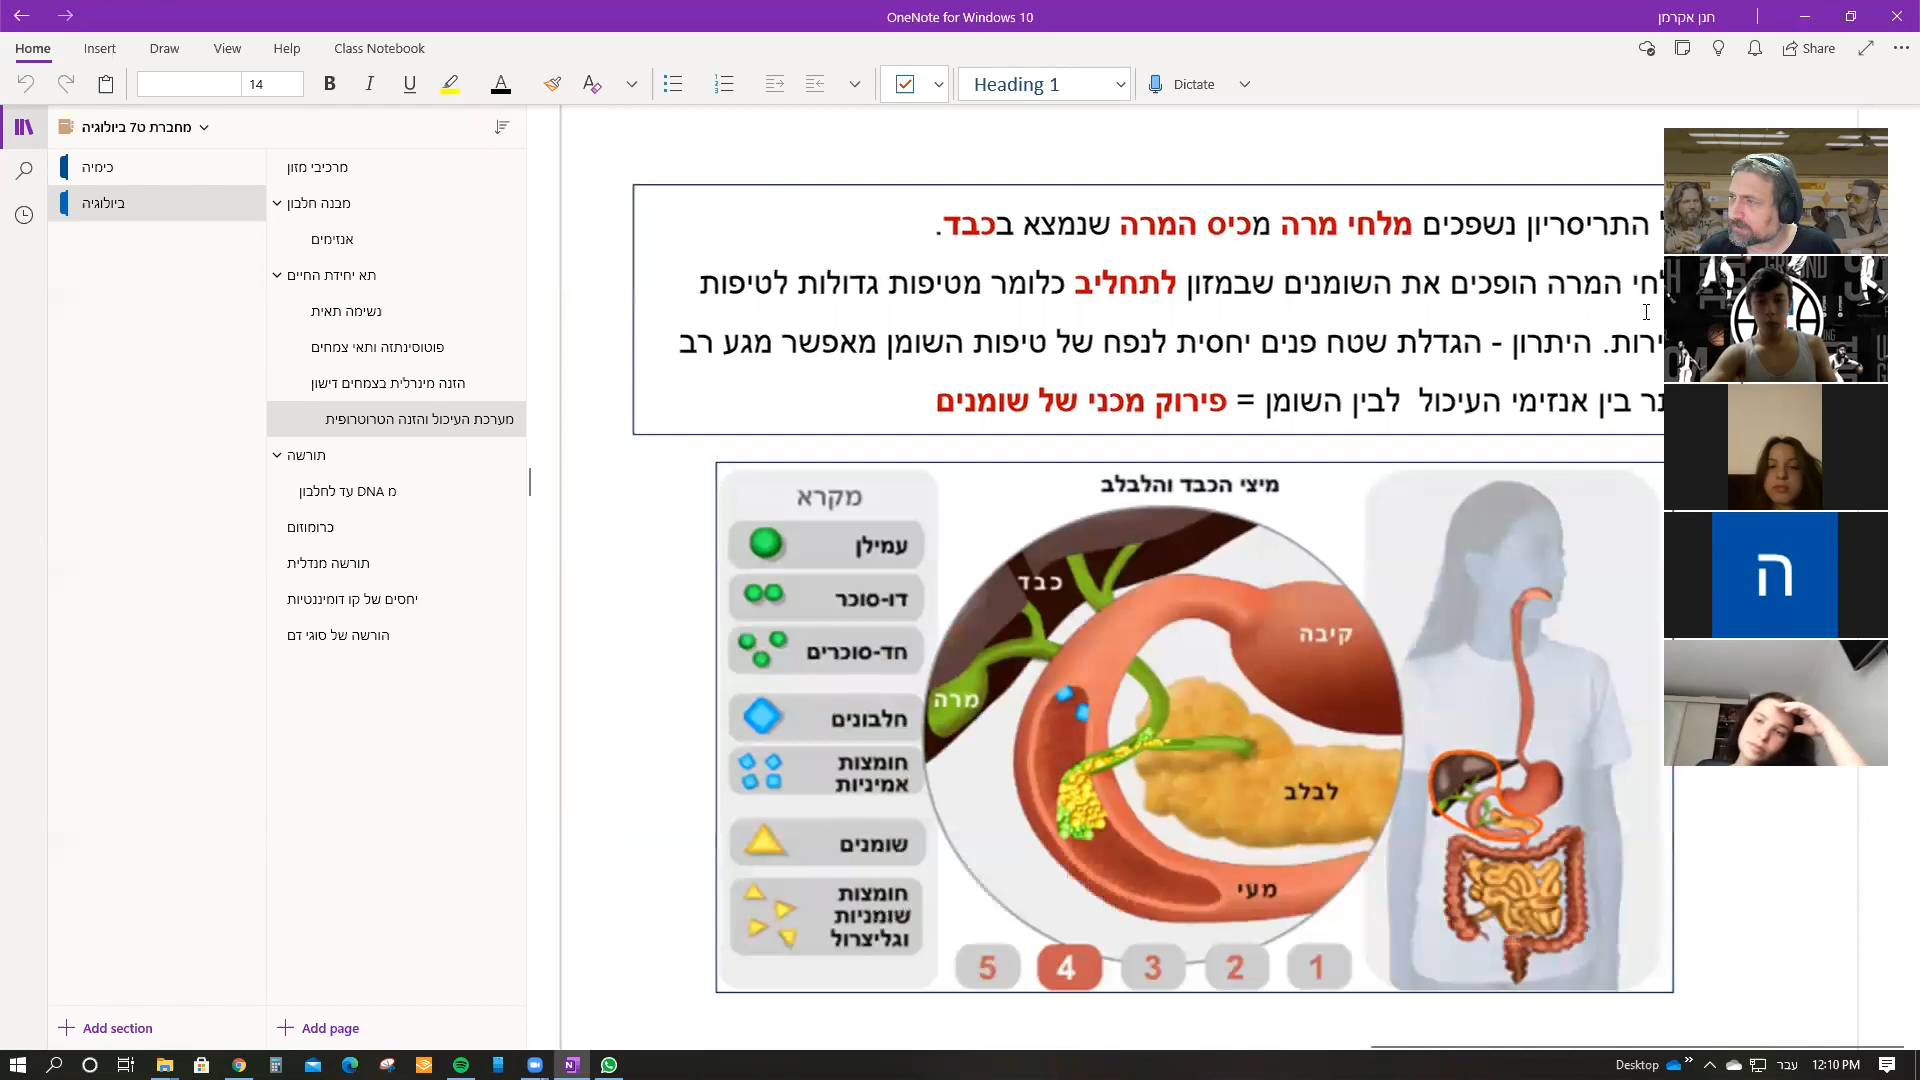 OneNote for Windows 10
חנן אקרמן
Home Insert Draw View Help Class Notebook
Share
14
B I U A
Heading 1
Dictate
מחברת ט7 ביולוגיה
כימיה
ביולוגיה
מרכיבי מזון
מבנה חלבון
אנזימים
תא יחידת החיים
נשימה תאית
פוטוסינתזה ותאי צמחים
הזנה מינרלית בצמחים דישון
מערכת העיכול והזנה הטרוטרופית
תורשה
מ DNA עד לחלבון
כרומוזום
תורשה מנדלית
יחסים של קו דומיננטיות
הורשה של סוגי דם
Add section
Add page
התריסריון נשפכים מלחי מרה מכיס המרה שנמצא בכבד.
המרה הופכים את השומנים שבמזון לתחליב כלומר מטיפות גדולות לטיפות
היתרון - הגדלת שטח פנים יחסית לנפח של טיפות השומן מאפשר מגע רב
בין אנזימי העיכול לבין השומן = פירוק מכני של שומנים
מיצי הכבד והלבלב
מקרא
עמילן
דו-סוכר
חד-סוכרים
חלבונים
חומצות
אמיניות
שומנים
חומצות
שומניות
וגליצרול
כבד
קיבה
מרה
לבלב
מעי
5 4 3 2 1
ה
Desktop
עבר
12:10 PM